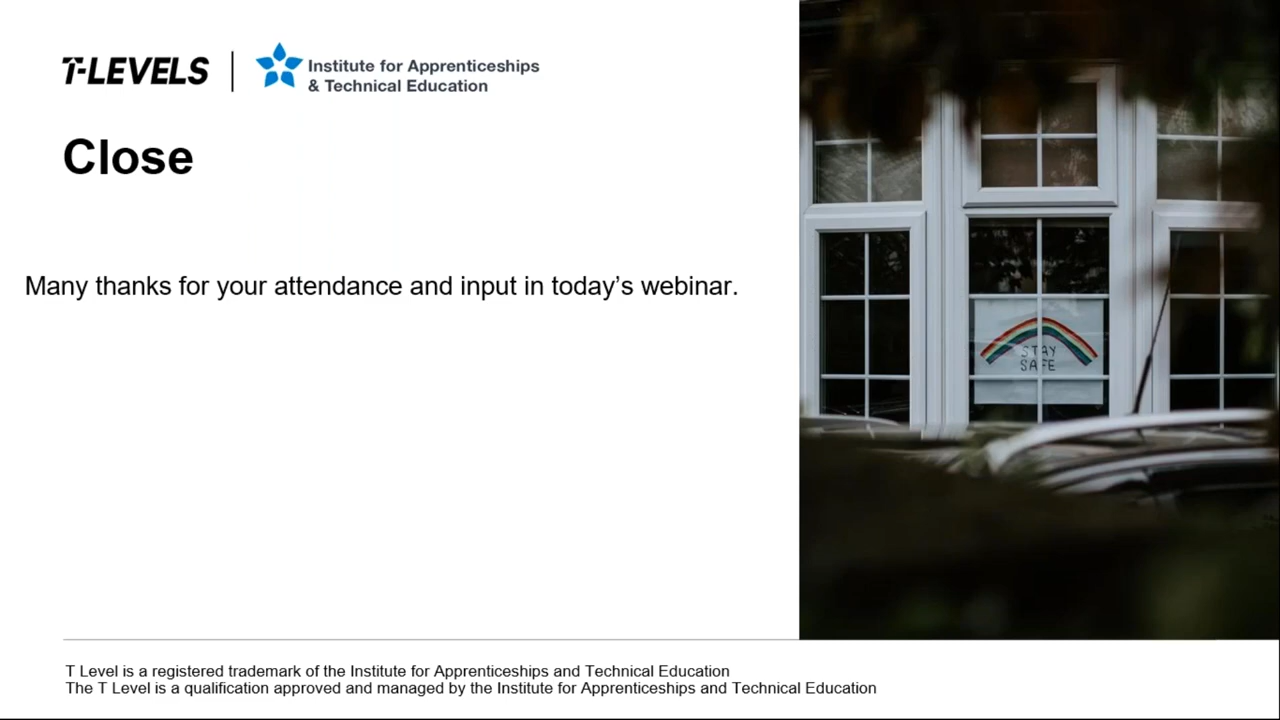 T-LEVELS
Institute for Apprenticeships
& Technical Education
Close
Many thanks for your attendance and input in today’s webinar.
STAY
SAFE
T Level is a registered trademark of the Institute for Apprenticeships and Technical Education
The T Level is a qualification approved and managed by the Institute for Apprenticeships and Technical Education